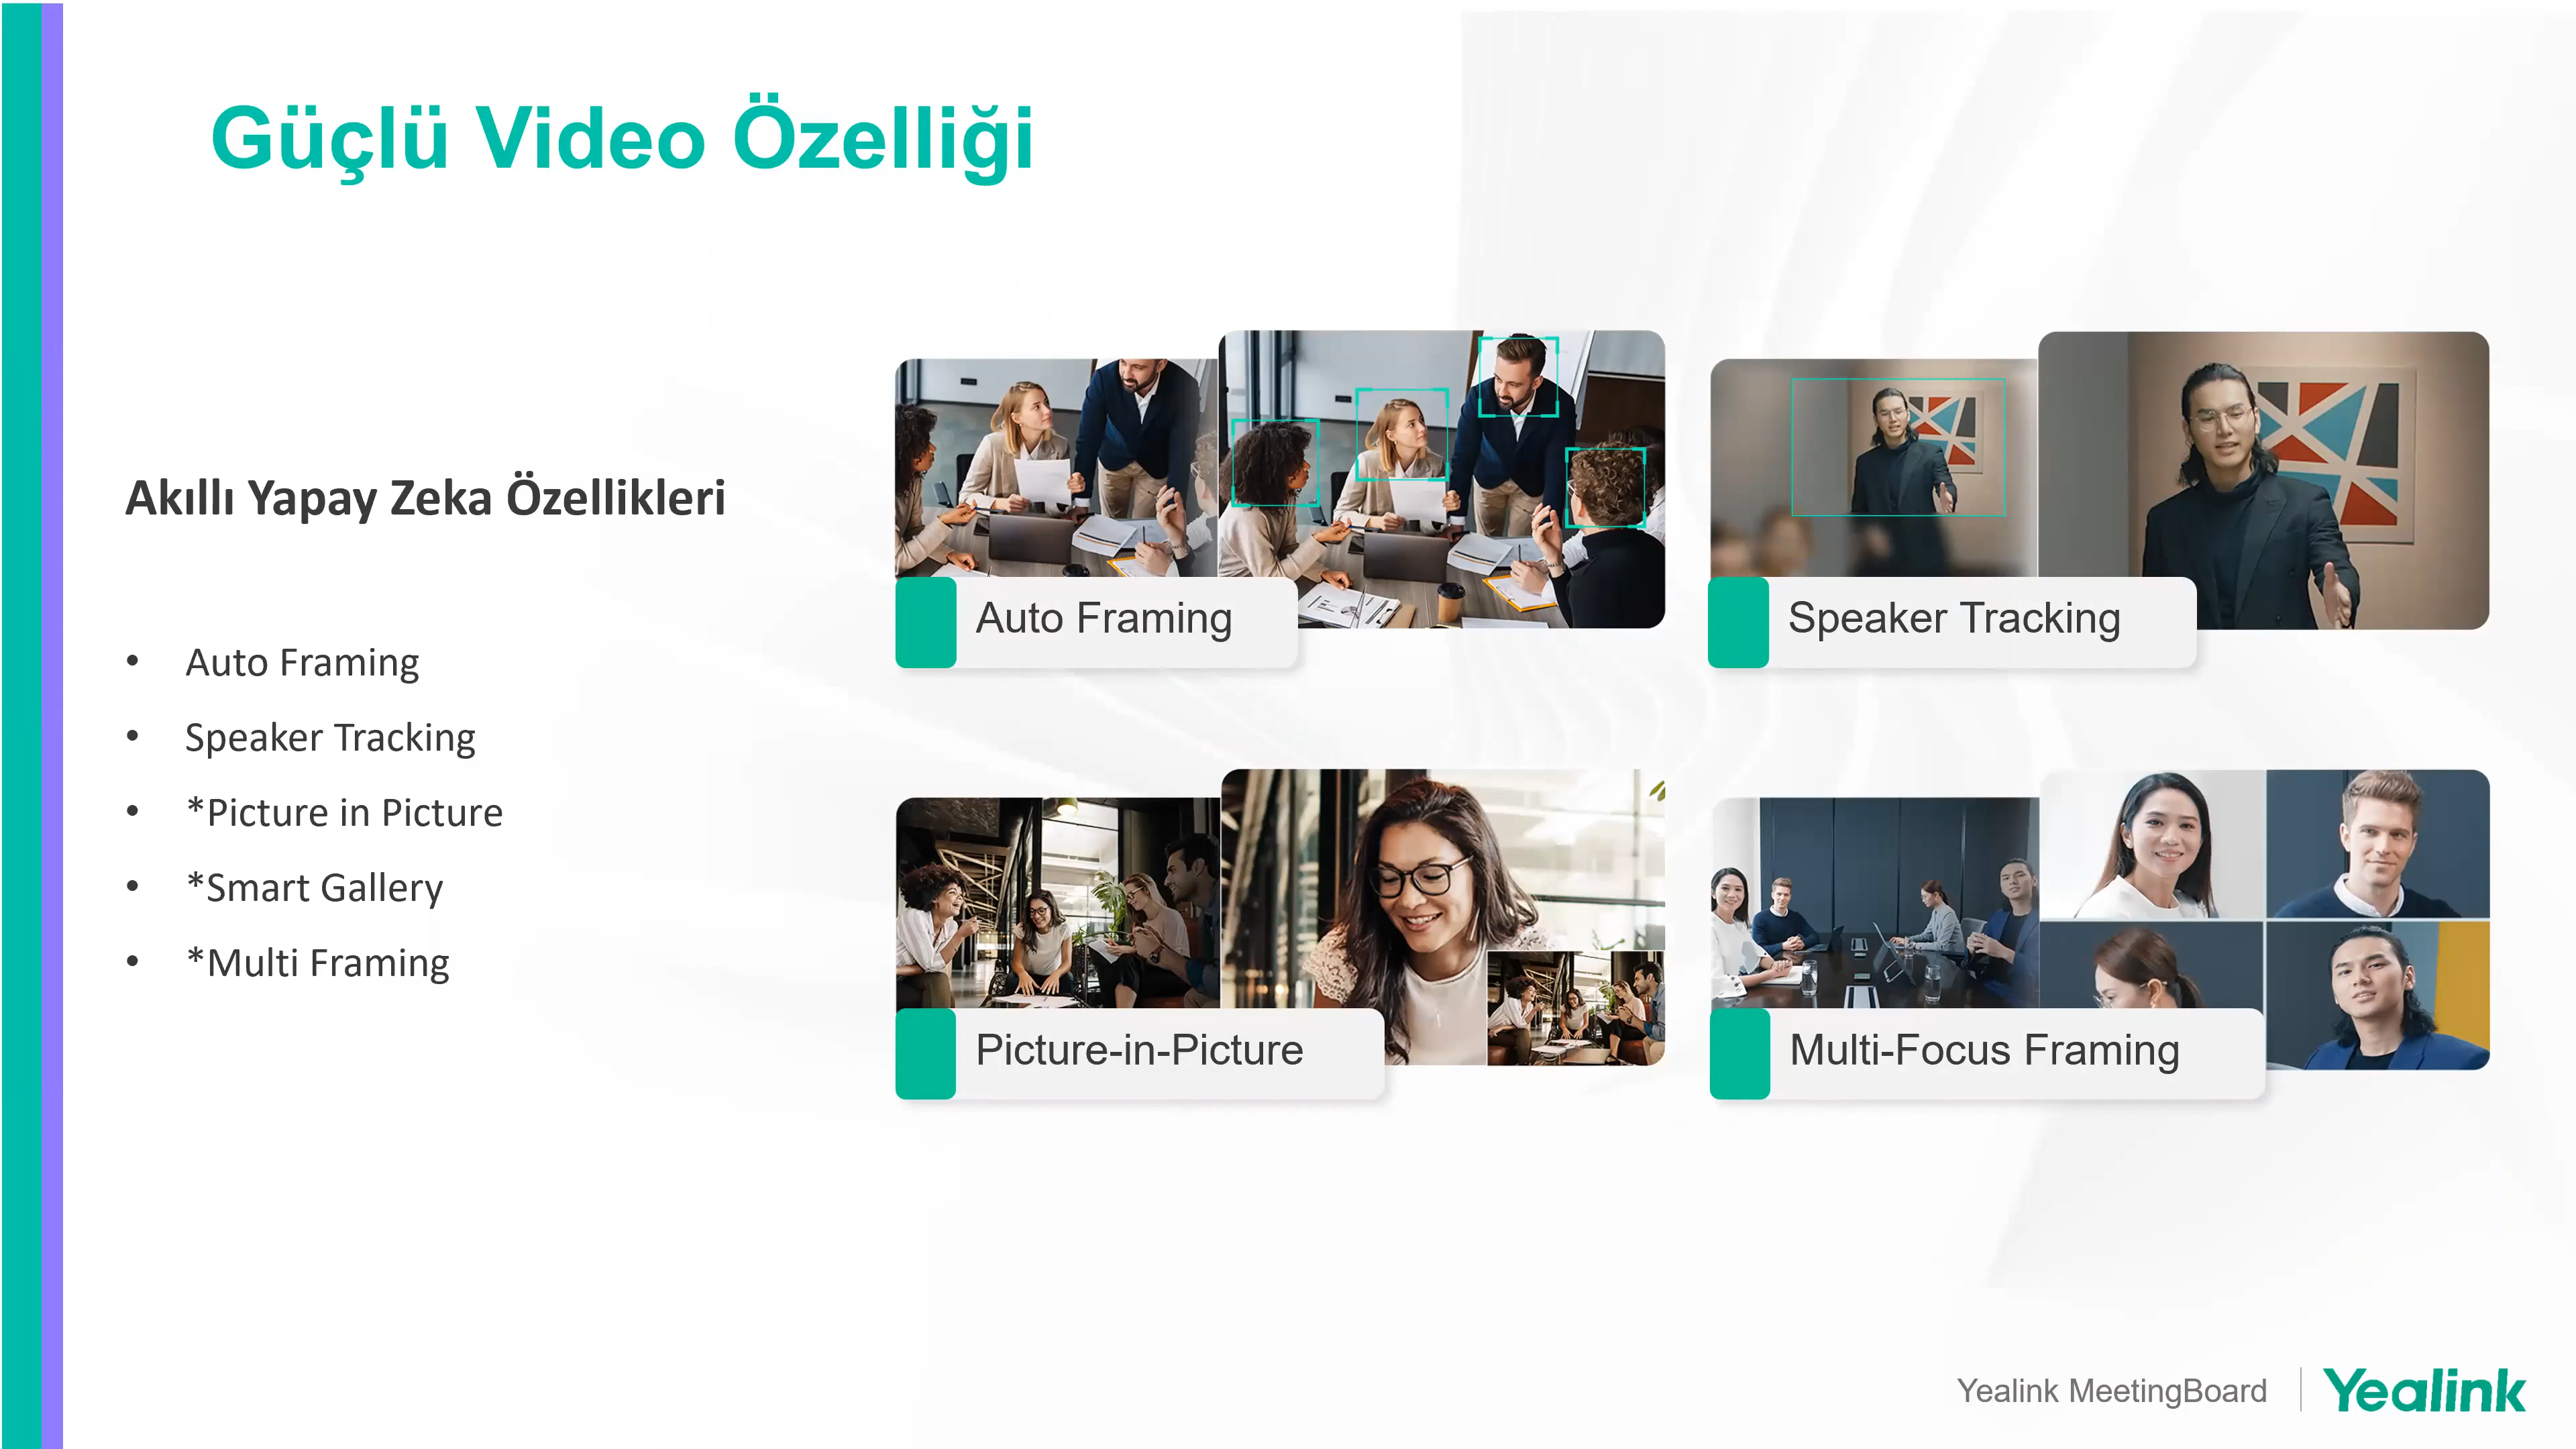 Güçlü Video Özelliği
Akıllı Yapay Zeka Özellikleri
• Auto Framing
• Speaker Tracking
• *Picture in Picture
• *Smart Gallery
• *Multi Framing
Auto Framing
Speaker Tracking
Picture-in-Picture
Multi-Focus Framing
Yealink MeetingBoard
Yealink